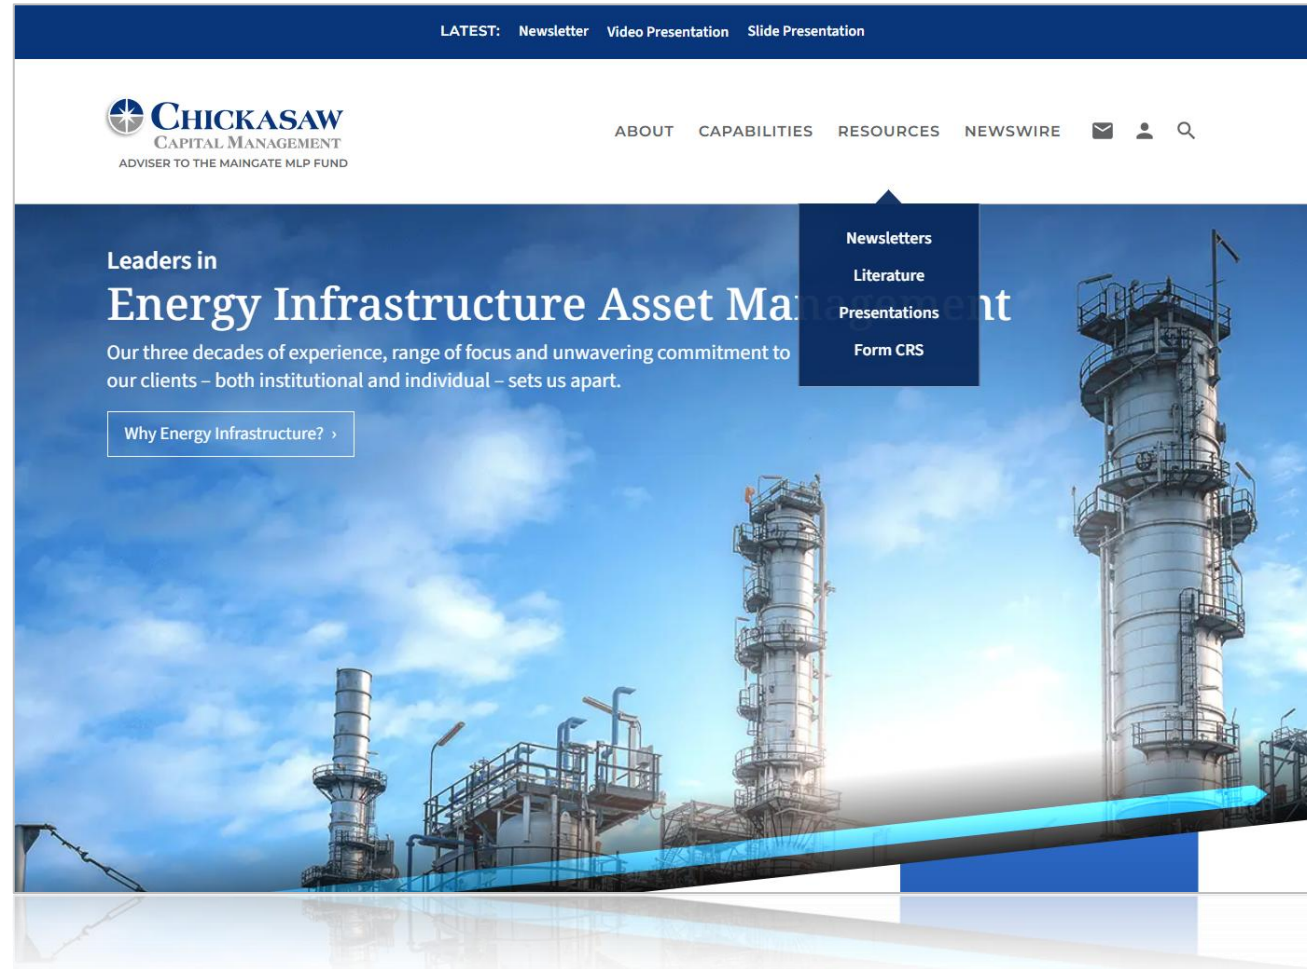 LATEST: Newsletter Video Presentation Slide Presentation
CHICKASAW
CAPITAL MANAGEMENT
ADVISER TO THE MAINGATE MLP FUND
ABOUT CAPABILITIES RESOURCES NEWSWIRE
Newsletters
Literature
Presentations
Form CRS
Leaders in
Energy Infrastructure Asset Management
Our three decades of experience, range of focus and unwavering commitment to
our clients – both institutional and individual – sets us apart.
Why Energy Infrastructure? ›